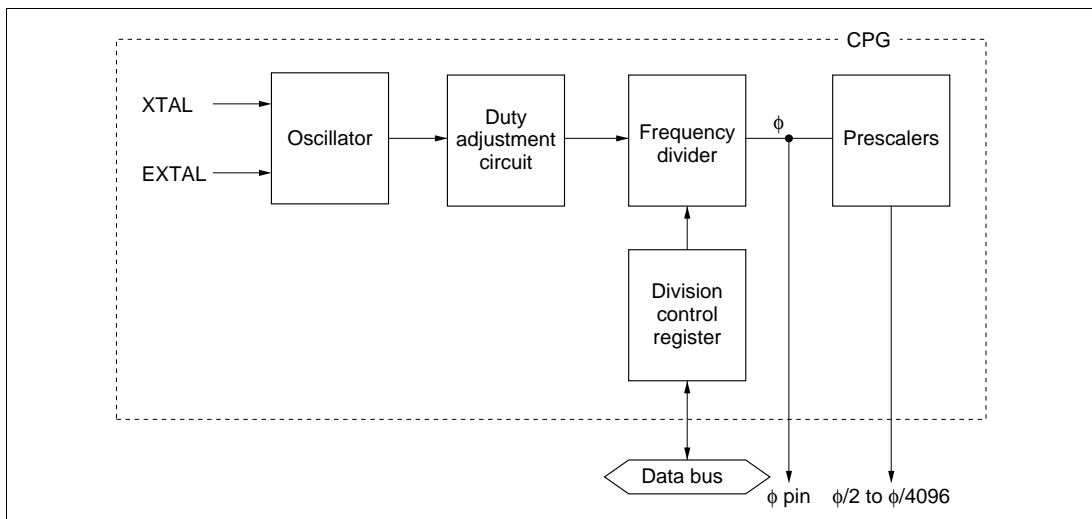 CPG
XTAL
EXTAL
Oscillator
Duty
adjustment
circuit
Frequency
divider
ϕ
Prescalers
Division
control
register
Data bus
ϕ pin
ϕ/2 to ϕ/4096